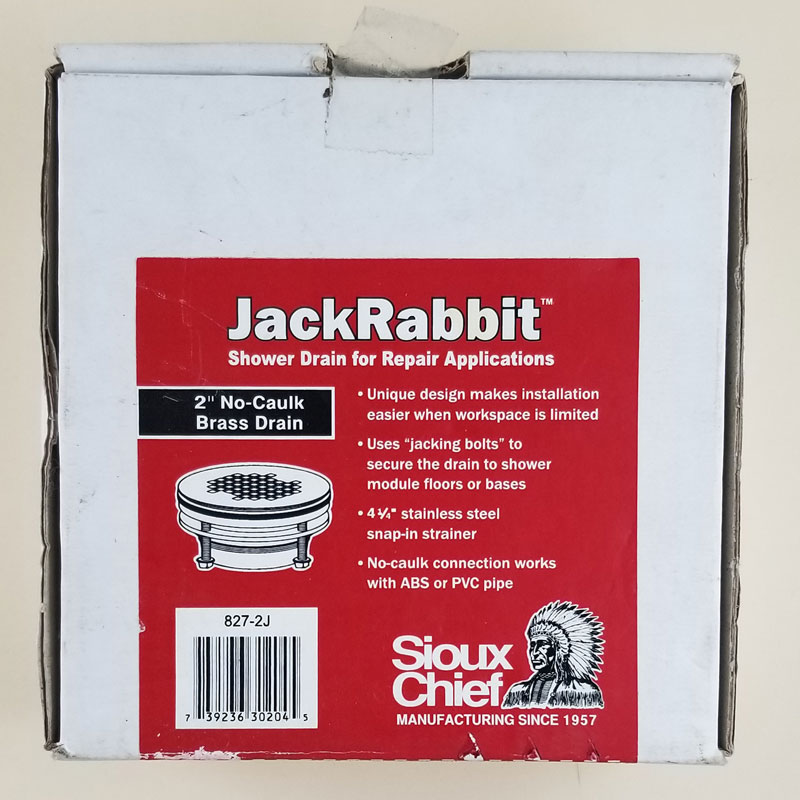 JackRabbit™
Shower Drain for Repair Applications
2" No-Caulk
Brass Drain
• Unique design makes installation
easier when workspace is limited
• Uses “jacking bolts” to
secure the drain to shower
module floors or bases
• 4¼" stainless steel
snap-in strainer
• No-caulk connection works
with ABS or PVC pipe
827-2J
7 39236 30204 5
Sioux
Chief
MANUFACTURING SINCE 1957